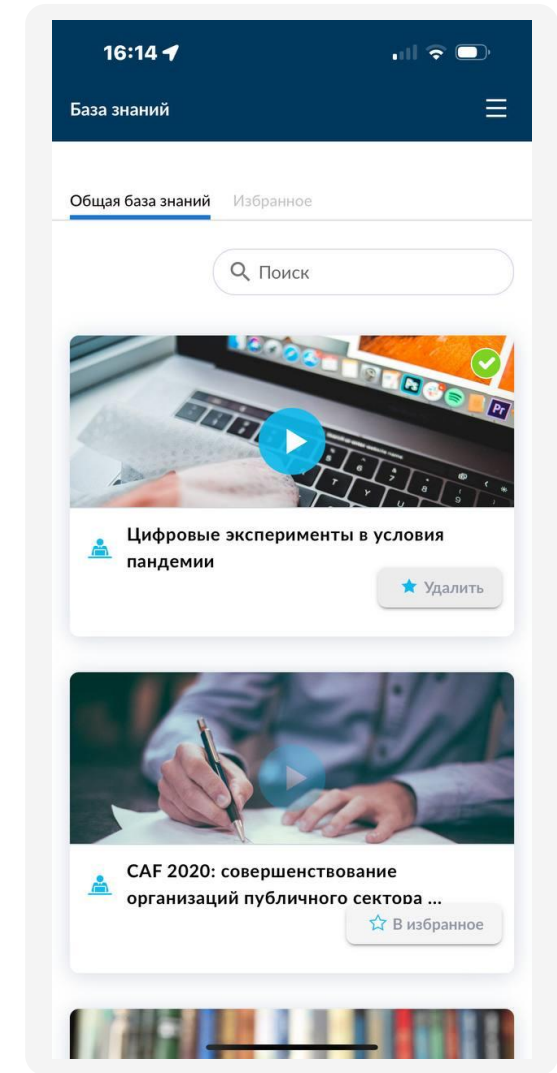 16:14
База знаний
Общая база знаний Избранное
Поиск
Цифровые эксперименты в условия
пандемии
Удалить
CAF 2020: совершенствование
организаций публичного сектора ...
В избранное